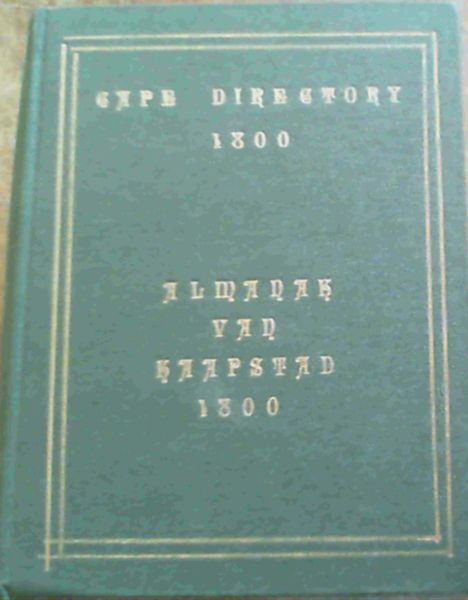 CAPE DIRECTORY
1800
ALMANAK
VAN
KAAPSTAD
1800